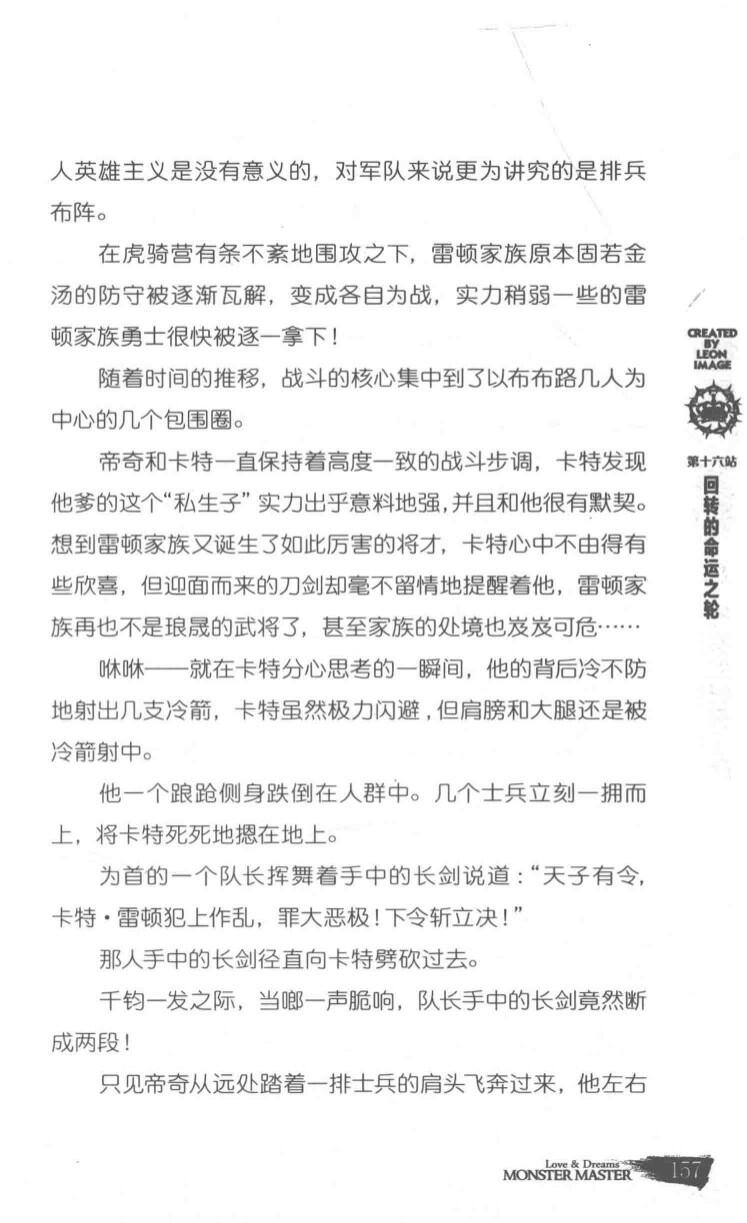 人英雄主义是没有意义的，对军队来说更为讲究的是排兵
布阵。
在虎骑营有条不紊地围攻之下，雷顿家族原本固若金
汤的防守被逐渐瓦解，变成各自为战，实力稍弱一些的雷
顿家族勇士很快被逐一拿下！
随着时间的推移，战斗的核心集中到了以布布路几人为
中心的几个包围圈。
帝奇和卡特一直保持着高度一致的战斗步调，卡特发现
他爹的这个“私生子”实力出乎意料地强，并且和他很有默契。
想到雷顿家族又诞生了如此厉害的将才，卡特心中不由得有
些欣喜，但迎面而来的刀剑却毫不留情地提醒着他，雷顿家
族再也不是琅晟的武将了，甚至家族的处境也岌岌可危……
咻咻——就在卡特分心思考的一瞬间，他的背后冷不防
地射出几支冷箭，卡特虽然极力闪避，但肩膀和大腿还是被
冷箭射中。
他一个踉跄侧身跌倒在人群中。几个士兵立刻一拥而
上，将卡特死死地摁在地上。
为首的一个队长挥舞着手中的长剑说道：“天子有令，
卡特·雷顿犯上作乱，罪大恶极！下令斩立决！”
那人手中的长剑径直向卡特劈砍过去。
千钧一发之际，当啷一声脆响，队长手中的长剑竟然断
成两段！
只见帝奇从远处踏着一排士兵的肩头飞奔过来，他左右
CREATED
BY
LEON
IMAGE
第十六站
回转的命运之轮
Love & Dreams
MONSTER MASTER
157